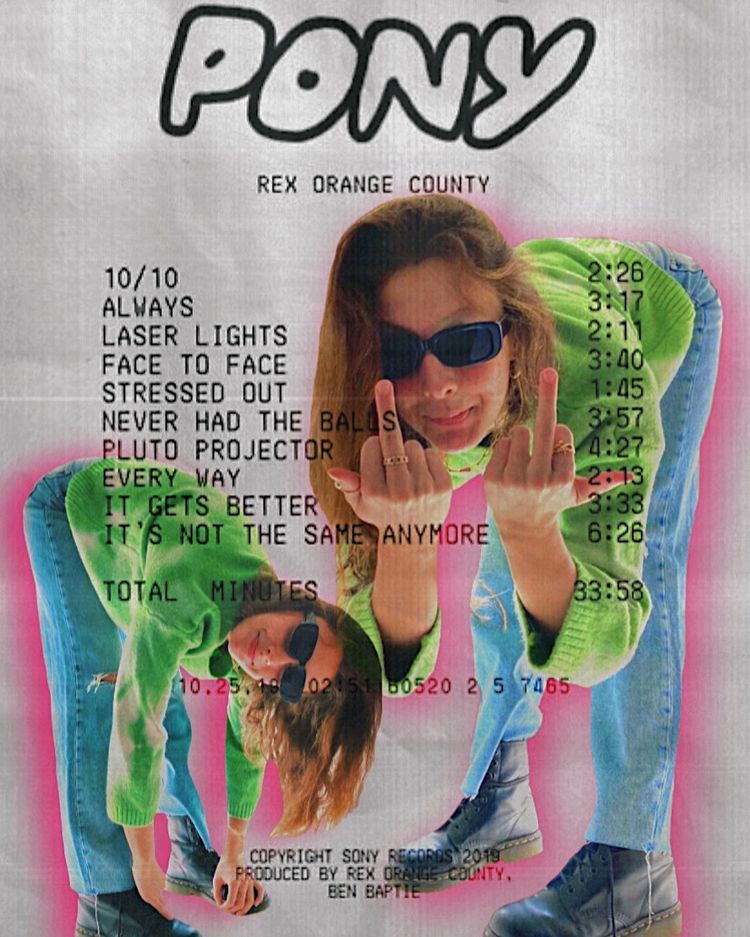 PONY
REX ORANGE COUNTY
10/10 2:26
ALWAYS 3:17
LASER LIGHTS 2:11
FACE TO FACE 3:40
STRESSED OUT 1:45
NEVER HAD THE BALLS 3:57
PLUTO PROJECTOR 4:27
EVERY WAY 2:13
IT GETS BETTER 3:33
IT'S NOT THE SAME ANYMORE 6:26
TOTAL MINUTES 33:58
10.25.19 02:51 60520 2 5 7465
COPYRIGHT SONY RECORDS 2019
PRODUCED BY REX ORANGE COUNTY,
BEN BAPTIE